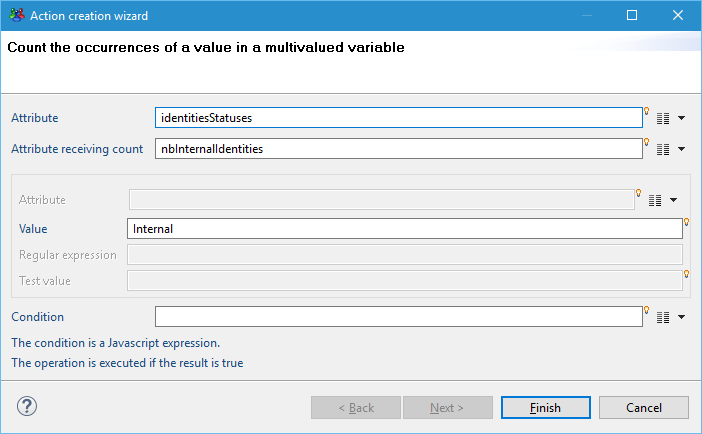 Action creation wizard
Count the occurrences of a value in a multivalued variable
Attribute identitiesStatuses
Attribute receiving count nbInternalIdentities
Attribute
Value Internal
Regular expression
Test value
Condition
The condition is a Javascript expression.
The operation is executed if the result is true
? < Back Next > Finish Cancel